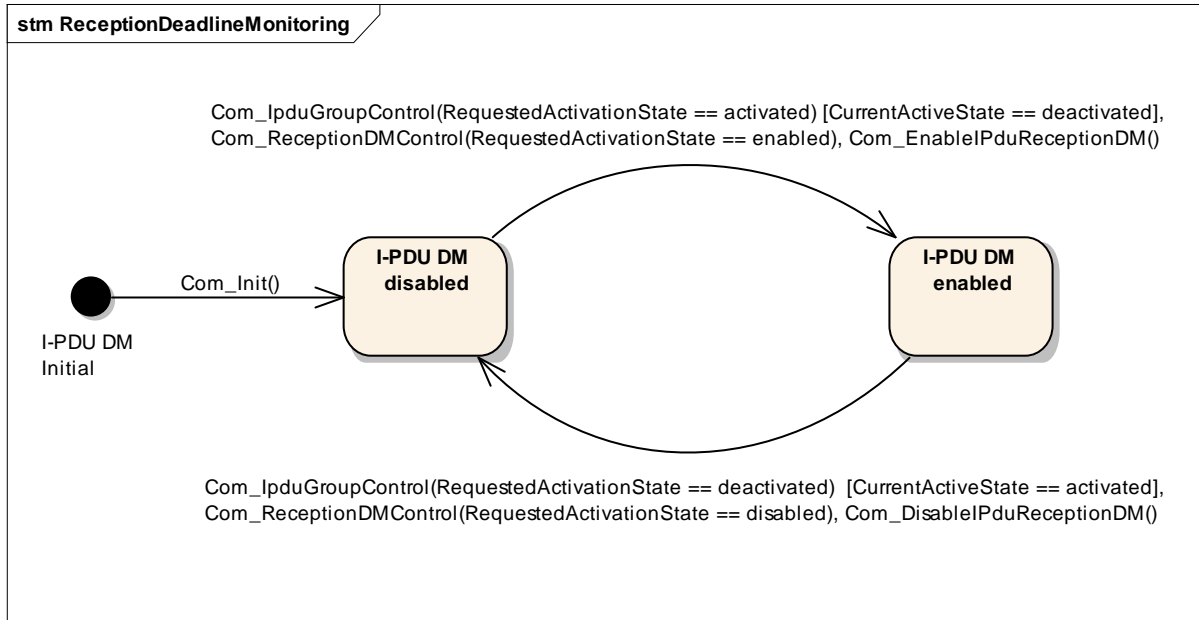 stm ReceptionDeadlineMonitoring
Com_IpduGroupControl(RequestedActivationState == activated) [CurrentActiveState == deactivated],
Com_ReceptionDMControl(RequestedActivationState == enabled), Com_EnableIPduReceptionDM()
I-PDU DM
disabled
I-PDU DM
enabled
Com_Init()
I-PDU DM
Initial
Com_IpduGroupControl(RequestedActivationState == deactivated)  [CurrentActiveState == activated],
Com_ReceptionDMControl(RequestedActivationState == disabled), Com_DisableIPduReceptionDM()